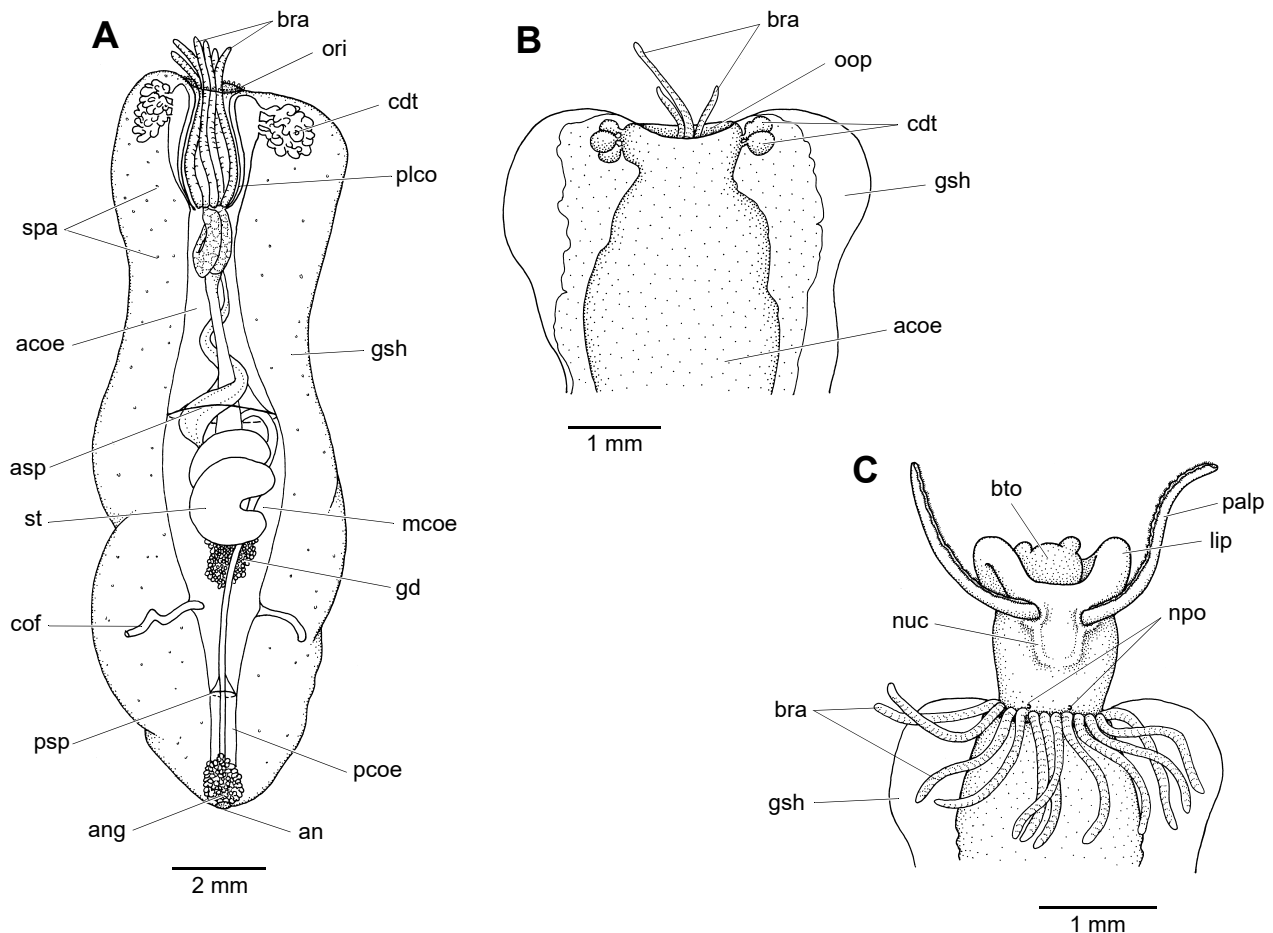 A
bra
ori
cdt
plco
spa
acoe
gsh
asp
st
mcoe
gd
cof
psp
pcoe
ang
an
2 mm
B
bra
oop
cdt
gsh
acoe
1 mm
C
bto
palp
lip
nuc
npo
bra
gsh
1 mm